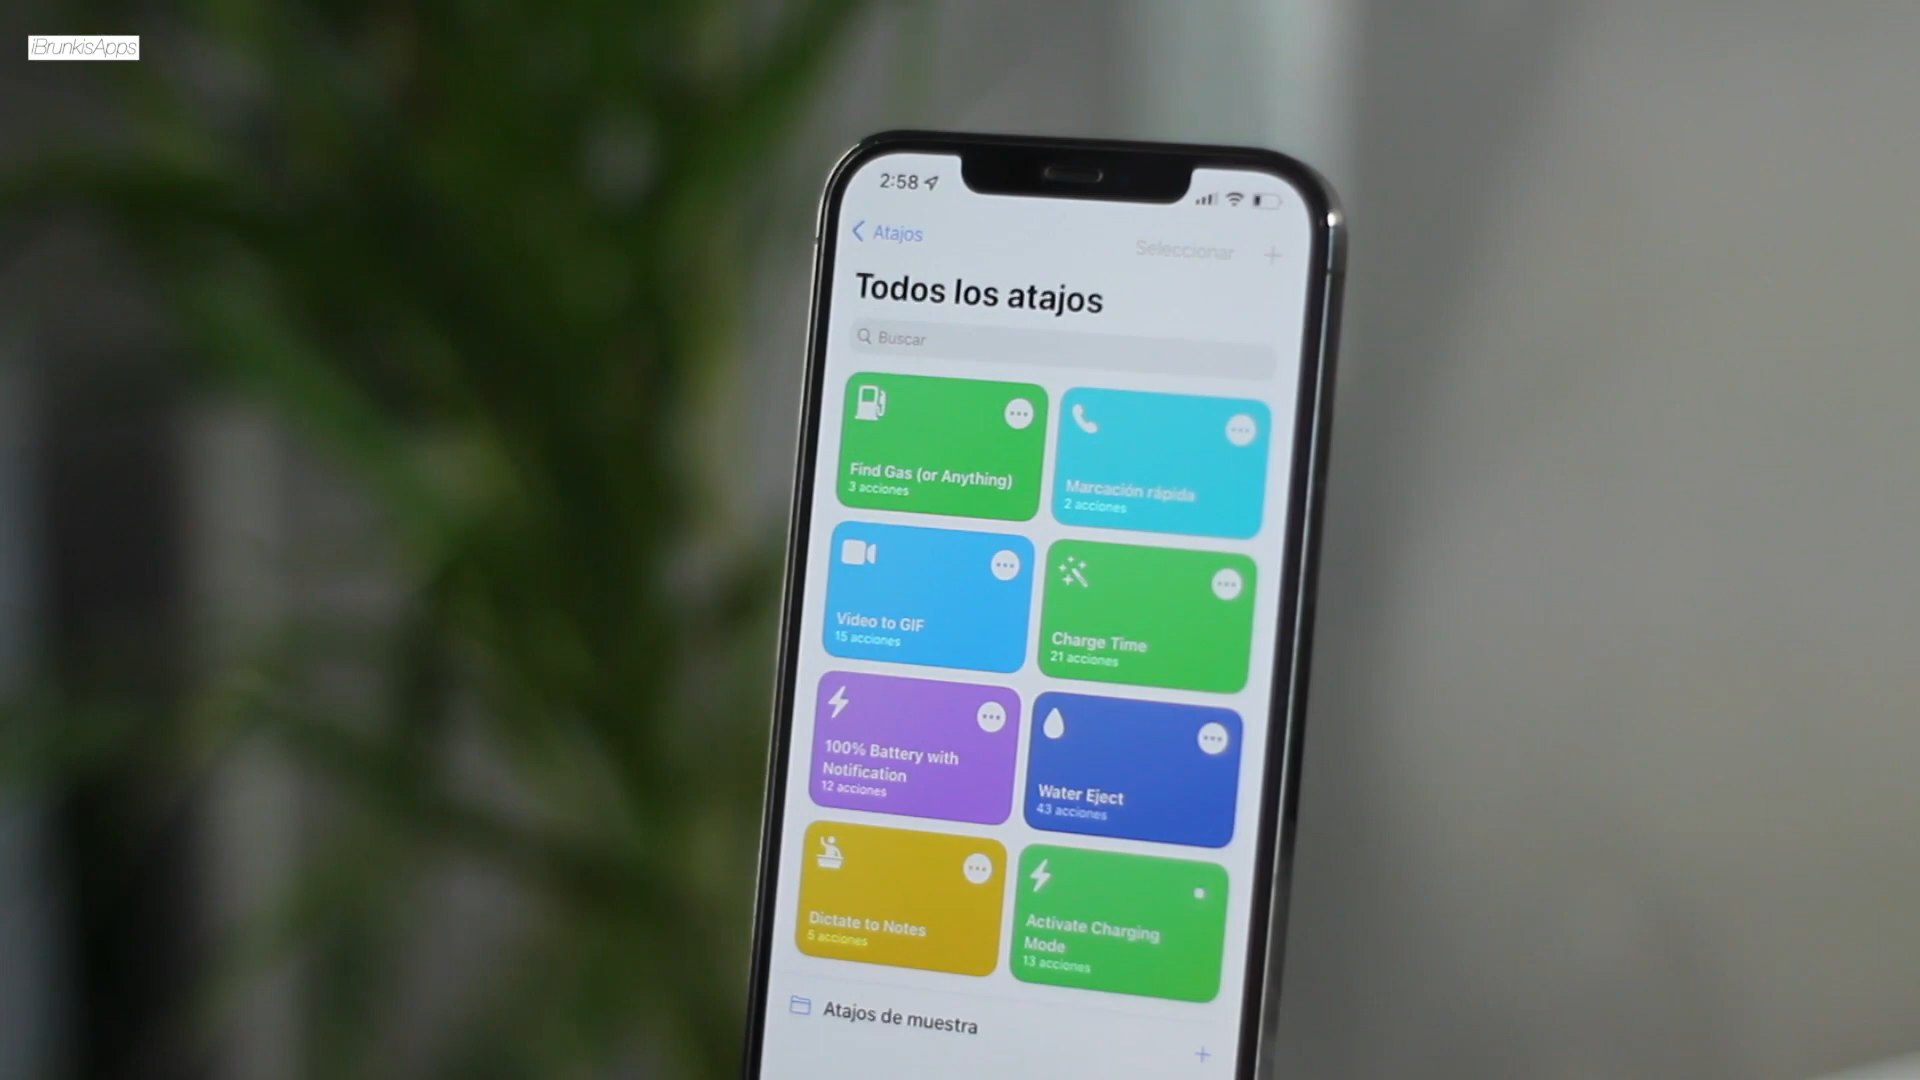 iBrunkisApps
2:58
Atajos
Seleccionar
Todos los atajos
Buscar
Find Gas (or Anything)
3 acciones
Marcación rápida
2 acciones
Video to GIF
15 acciones
Charge Time
21 acciones
100% Battery with
Notification
12 acciones
Water Eject
43 acciones
Dictate to Notes
5 acciones
Activate Charging
Mode
13 acciones
Atajos de muestra